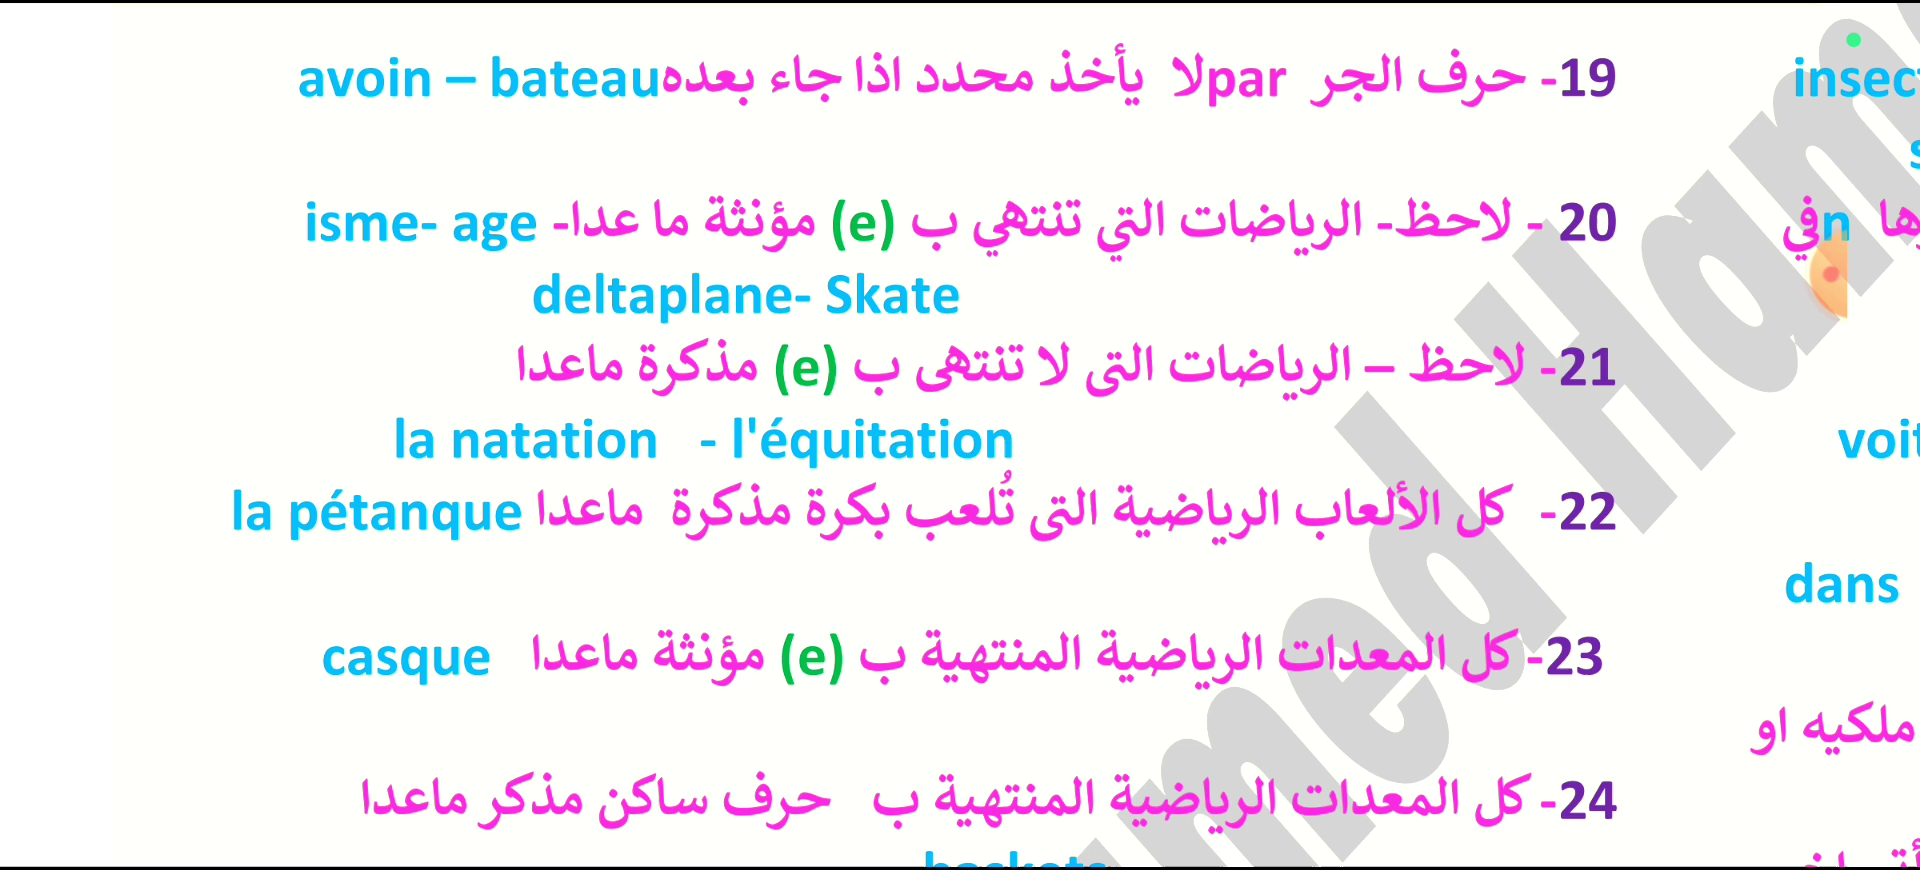 19- حرف الجر par لا يأخذ محدد اذا جاء بعده avoin – bateau
20 - لاحظ- الرياضات التي تنتهي ب (e) مؤنثة ما عدا- isme- age
deltaplane- Skate
21- لاحظ – الرياضات التى لا تنتهى ب (e) مذكرة ماعدا
la natation - l'équitation
22- كل الألعاب الرياضية التى تُلعب بكرة مذكرة ماعدا la pétanque
23- كل المعدات الرياضية المنتهية ب (e) مؤنثة ماعدا casque
24- كل المعدات الرياضية المنتهية ب حرف ساكن مذكر ماعدا
baskets
في n
dans
ملكيه او